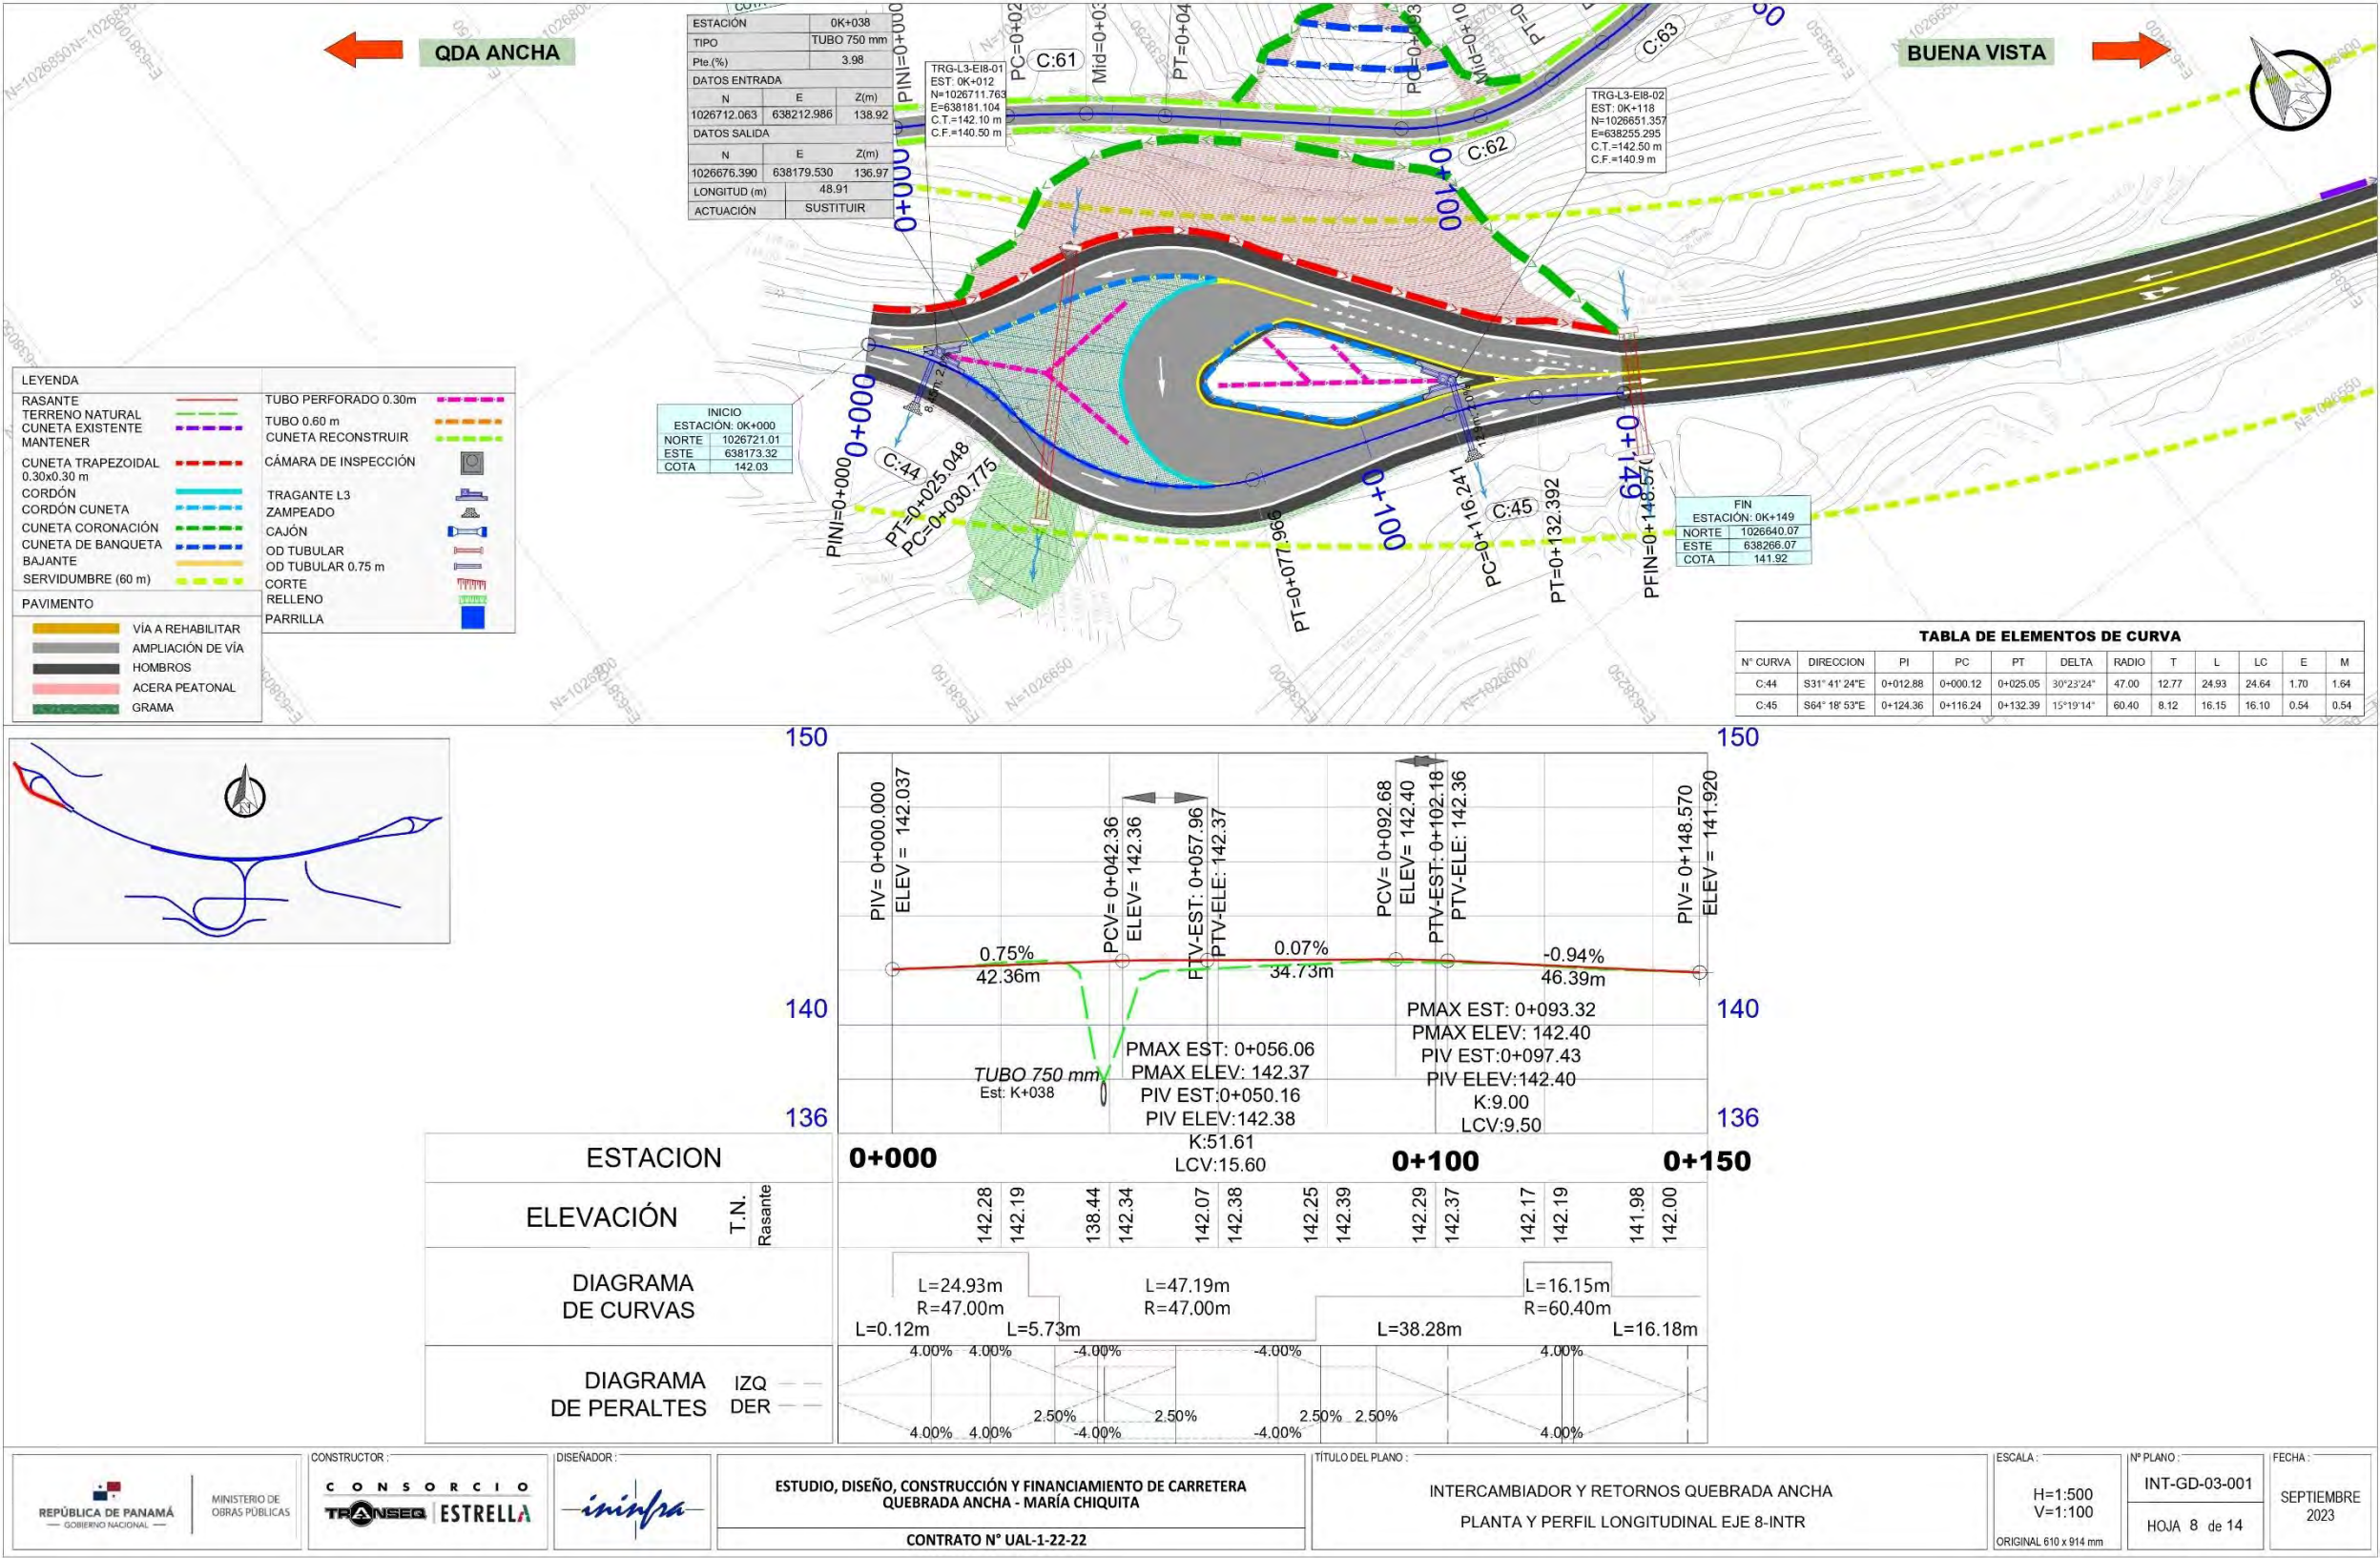 QDA ANCHA
BUENA VISTA
ESTACIÓN 0K+038
TIPO TUBO 750 mm
Pte.(%) 3.98
DATOS ENTRADA
N E Z(m)
1026712.063 638212.986 138.92
DATOS SALIDA
N E Z(m)
1026676.390 638179.530 136.97
LONGITUD (m) 48.91
ACTUACIÓN SUSTITUIR
TRG-L3-EI8-01
EST: 0K+012
N=1026711.763
E=638181.104
C.T.=142.10 m
C.F.=140.50 m
C:61
C:62
C:63
TRG-L3-EI8-02
EST: 0K+118
N=1026651.357
E=638255.295
C.T.=142.50 m
C.F.=140.9 m
0+000
0+100
LEYENDA
RASANTE
TERRENO NATURAL
CUNETA EXISTENTE
MANTENER
CUNETA TRAPEZOIDAL
0.30x0.30 m
CORDÓN
CORDÓN CUNETA
CUNETA CORONACIÓN
CUNETA DE BANQUETA
BAJANTE
SERVIDUMBRE (60 m)
TUBO PERFORADO 0.30m
TUBO 0.60 m
CUNETA RECONSTRUIR
CÁMARA DE INSPECCIÓN
TRAGANTE L3
ZAMPEADO
CAJÓN
OD TUBULAR
OD TUBULAR 0.75 m
CORTE
RELLENO
PARRILLA
PAVIMENTO
VÍA A REHABILITAR
AMPLIACIÓN DE VÍA
HOMBROS
ACERA PEATONAL
GRAMA
INICIO
ESTACIÓN: 0K+000
NORTE 1026721.01
ESTE 638173.32
COTA 142.03
0+000
PINI=0+000
C:44
PT=0+025.048
PC=0+030.775
PT=0+077.966
0+100
PC=0+116.241
C:45
PT=0+132.392
0+149
PFIN=0+148.570
FIN
ESTACIÓN: 0K+149
NORTE 1026640.07
ESTE 638266.07
COTA 141.92
TABLA DE ELEMENTOS DE CURVA
N° CURVA DIRECCION PI PC PT DELTA RADIO T L LC E M
C:44 S31° 41' 24"E 0+012.88 0+000.12 0+025.05 30°23'24" 47.00 12.77 24.93 24.64 1.70 1.64
C:45 S64° 18' 53"E 0+124.36 0+116.24 0+132.39 15°19'14" 60.40 8.12 16.15 16.10 0.54 0.54
150
150
PIV= 0+000.000
ELEV = 142.037
PCV= 0+042.36
ELEV= 142.36
PTV-EST: 0+057.96
PTV-ELE: 142.37
PCV= 0+092.68
ELEV= 142.40
PTV-EST: 0+102.18
PTV-ELE: 142.36
PIV= 0+148.570
ELEV = 141.920
0.75%
42.36m
0.07%
34.73m
-0.94%
46.39m
140
140
TUBO 750 mm
Est: K+038
PMAX EST: 0+056.06
PMAX ELEV: 142.37
PIV EST:0+050.16
PIV ELEV:142.38
K:51.61
LCV:15.60
PMAX EST: 0+093.32
PMAX ELEV: 142.40
PIV EST:0+097.43
PIV ELEV:142.40
K:9.00
LCV:9.50
136
136
ESTACION 0+000 0+100 0+150
ELEVACIÓN T.N. Rasante
142.28 142.19 138.44 142.34 142.07 142.38 142.25 142.39 142.29 142.37 142.17 142.19 141.98 142.00
DIAGRAMA
DE CURVAS
L=24.93m L=47.19m L=16.15m
R=47.00m R=47.00m R=60.40m
L=0.12m L=5.73m L=38.28m L=16.18m
DIAGRAMA
DE PERALTES
IZQ
DER
4.00% 4.00% -4.00% -4.00% 4.00%
2.50% 2.50% 2.50% 2.50%
4.00% 4.00% -4.00% -4.00% 4.00%
REPÚBLICA DE PANAMÁ
— GOBIERNO NACIONAL —
MINISTERIO DE
OBRAS PÚBLICAS
CONSTRUCTOR :
CONSORCIO
TRANSEQ ESTRELLA
DISEÑADOR :
ininfra
ESTUDIO, DISEÑO, CONSTRUCCIÓN Y FINANCIAMIENTO DE CARRETERA
QUEBRADA ANCHA - MARÍA CHIQUITA
CONTRATO N° UAL-1-22-22
TÍTULO DEL PLANO :
INTERCAMBIADOR Y RETORNOS QUEBRADA ANCHA
PLANTA Y PERFIL LONGITUDINAL EJE 8-INTR
ESCALA :
H=1:500
V=1:100
ORIGINAL 610 x 914 mm
Nº PLANO :
INT-GD-03-001
HOJA 8 de 14
FECHA :
SEPTIEMBRE
2023